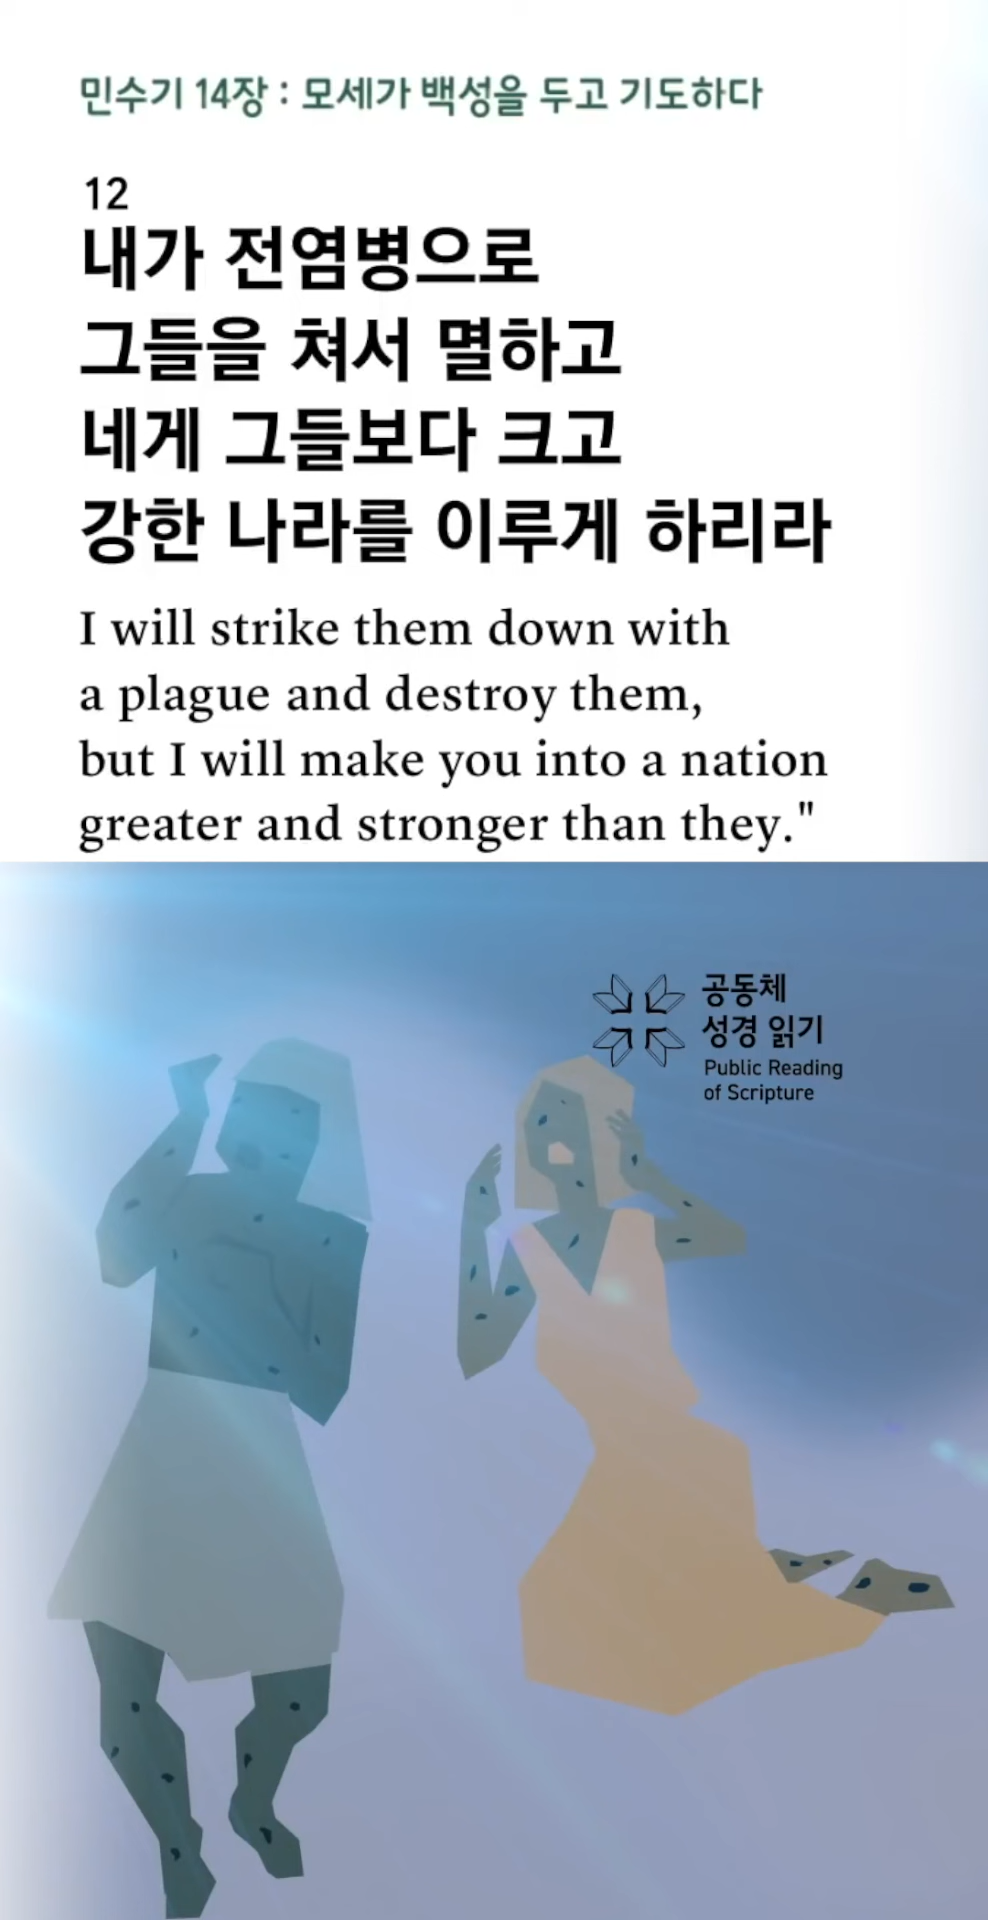 민수기 14장 : 모세가 백성을 두고 기도하다
12
내가 전염병으로
그들을 쳐서 멸하고
네게 그들보다 크고
강한 나라를 이루게 하리라
I will strike them down with
a plague and destroy them,
but I will make you into a nation
greater and stronger than they."
공동체
성경 읽기
Public Reading
of Scripture